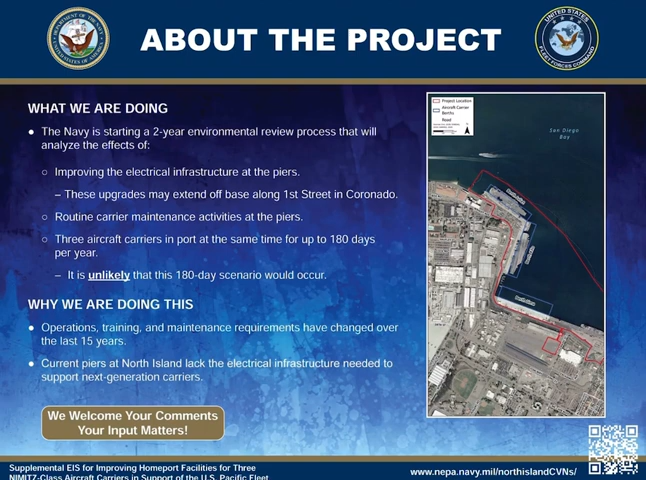 ABOUT THE PROJECT
WHAT WE ARE DOING
● The Navy is starting a 2-year environmental review process that will
analyze the effects of:
○ Improving the electrical infrastructure at the piers.
– These upgrades may extend off base along 1st Street in Coronado.
○ Routine carrier maintenance activities at the piers.
○ Three aircraft carriers in port at the same time for up to 180 days
per year.
– It is unlikely that this 180-day scenario would occur.
WHY WE ARE DOING THIS
● Operations, training, and maintenance requirements have changed over
the last 15 years.
● Current piers at North Island lack the electrical infrastructure needed to
support next-generation carriers.
We Welcome Your Comments
Your Input Matters!
Project Location
Aircraft Carrier
Berths
Road
San Diego
Bay
Supplemental EIS for Improving Homeport Facilities for Three
NIMITZ-Class Aircraft Carriers in Support of the U.S. Pacific Fleet
www.nepa.navy.mil/northislandCVNs/